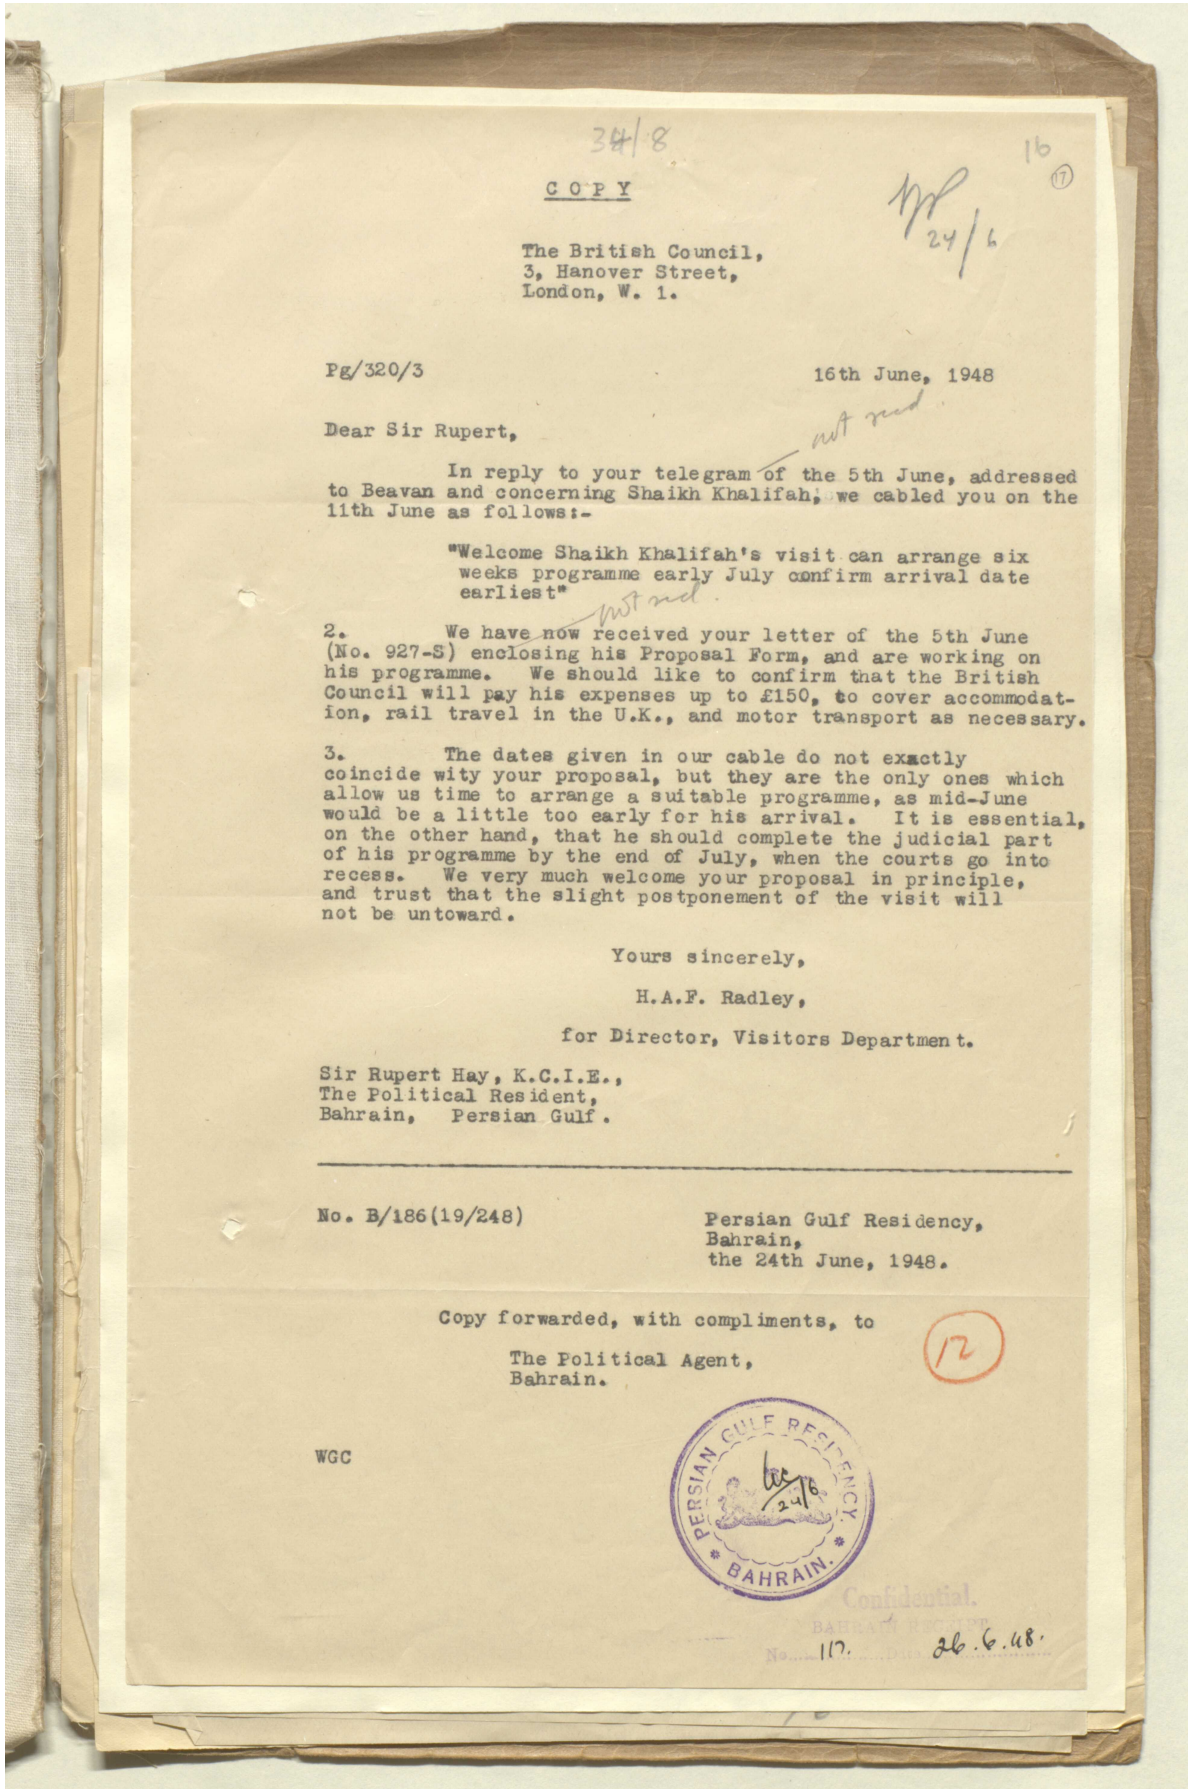 34/8
16
17
COPY
24/6
The British Council,
3, Hanover Street,
London, W. 1.
Pg/320/3
16th June, 1948
not recd.
Dear Sir Rupert,
In reply to your telegram of the 5th June, addressed
to Beavan and concerning Shaikh Khalifah, we cabled you on the
11th June as follows:-
"Welcome Shaikh Khalifah's visit can arrange six
weeks programme early July confirm arrival date
earliest"
not recd.
2. We have now received your letter of the 5th June
(No. 927-S) enclosing his Proposal Form, and are working on
his programme. We should like to confirm that the British
Council will pay his expenses up to £150, to cover accommodat-
ion, rail travel in the U.K., and motor transport as necessary.
3. The dates given in our cable do not exactly
coincide wity your proposal, but they are the only ones which
allow us time to arrange a suitable programme, as mid-June
would be a little too early for his arrival. It is essential,
on the other hand, that he should complete the judicial part
of his programme by the end of July, when the courts go into
recess. We very much welcome your proposal in principle,
and trust that the slight postponement of the visit will
not be untoward.
Yours sincerely,
H.A.F. Radley,
for Director, Visitors Department.
Sir Rupert Hay, K.C.I.E.,
The Political Resident,
Bahrain, Persian Gulf.
No. B/186(19/248)
Persian Gulf Residency,
Bahrain,
the 24th June, 1948.
Copy forwarded, with compliments, to
The Political Agent,
Bahrain.
12
WGC
PERSIAN GULF RESIDENCY.
24/6
* BAHRAIN. *
Confidential.
BAHRAIN RECEIPT
No. 117. Date 26.6.48.